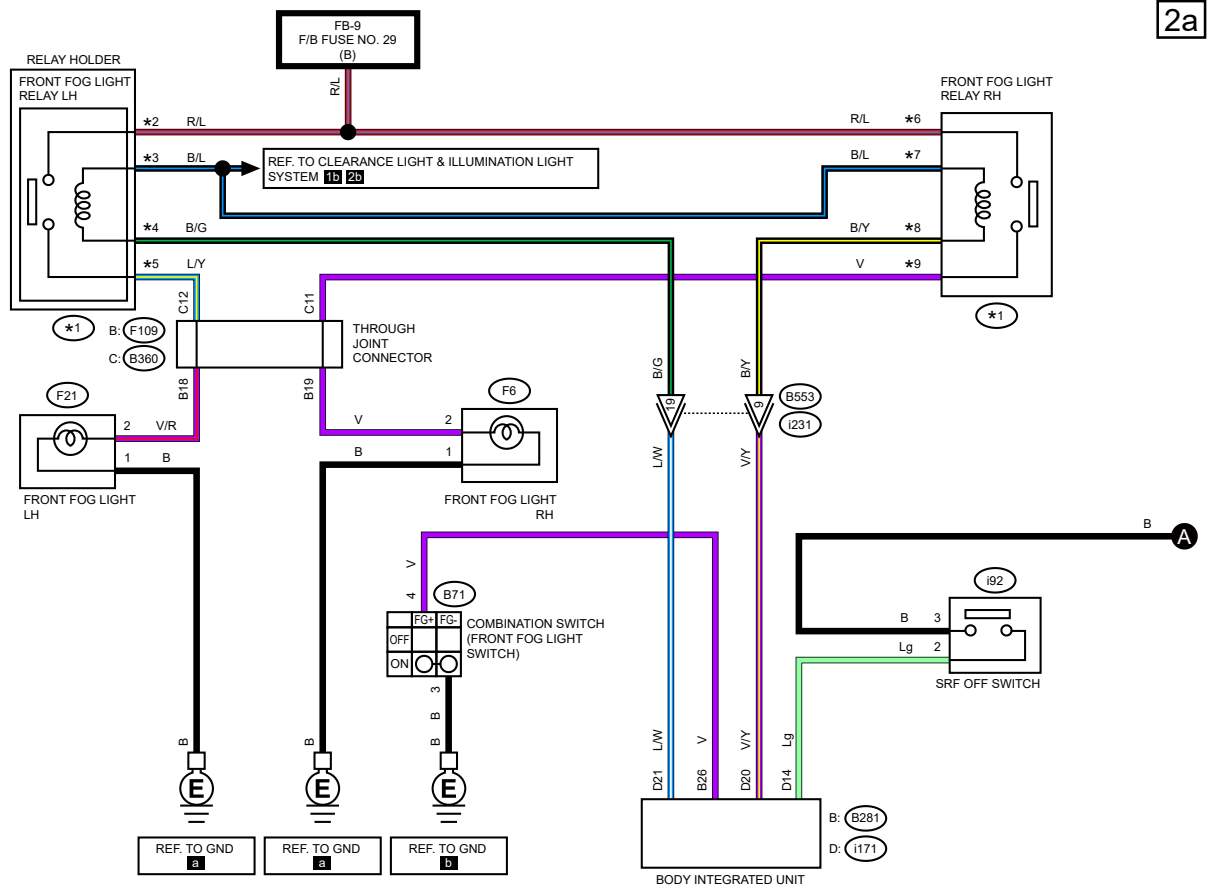 2a
FB-9
F/B FUSE NO. 29
(B)
R/L
RELAY HOLDER
FRONT FOG LIGHT
RELAY LH
FRONT FOG LIGHT
RELAY RH
*2 R/L
R/L *6
*3 B/L
B/L *7
REF. TO CLEARANCE LIGHT & ILLUMINATION LIGHT
SYSTEM 1b 2b
*4 B/G
B/Y *8
*5 L/Y
V *9
*1
*1
C12
C11
B: F109
C: B360
THROUGH
JOINT
CONNECTOR
B18
B19
B/G
B/Y
19
9
B553
i231
L/W
V/Y
F21
2 V/R
1 B
FRONT FOG LIGHT
LH
F6
V 2
B 1
FRONT FOG LIGHT
RH
B
A
V
4
B71
FG+ FG-
OFF
ON
COMBINATION SWITCH
(FRONT FOG LIGHT
SWITCH)
3
B
i92
B 3
Lg 2
SRF OFF SWITCH
B
B
B
E
E
E
L/W
V
V/Y
Lg
D21
B26
D20
D14
B: B281
D: i171
BODY INTEGRATED UNIT
REF. TO GND
a
REF. TO GND
a
REF. TO GND
b